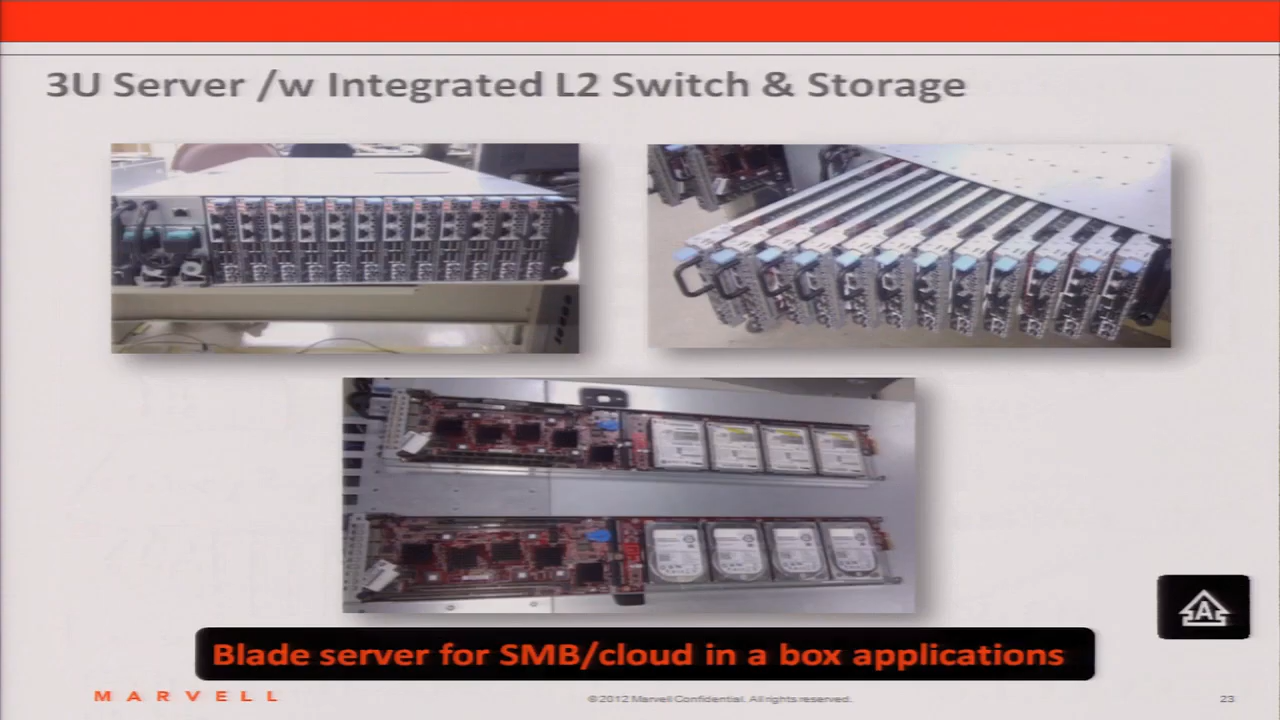 3U Server /w Integrated L2 Switch & Storage
Blade server for SMB/cloud in a box applications
A
MARVELL
© 2012 Marvell Confidential. All rights reserved.
23